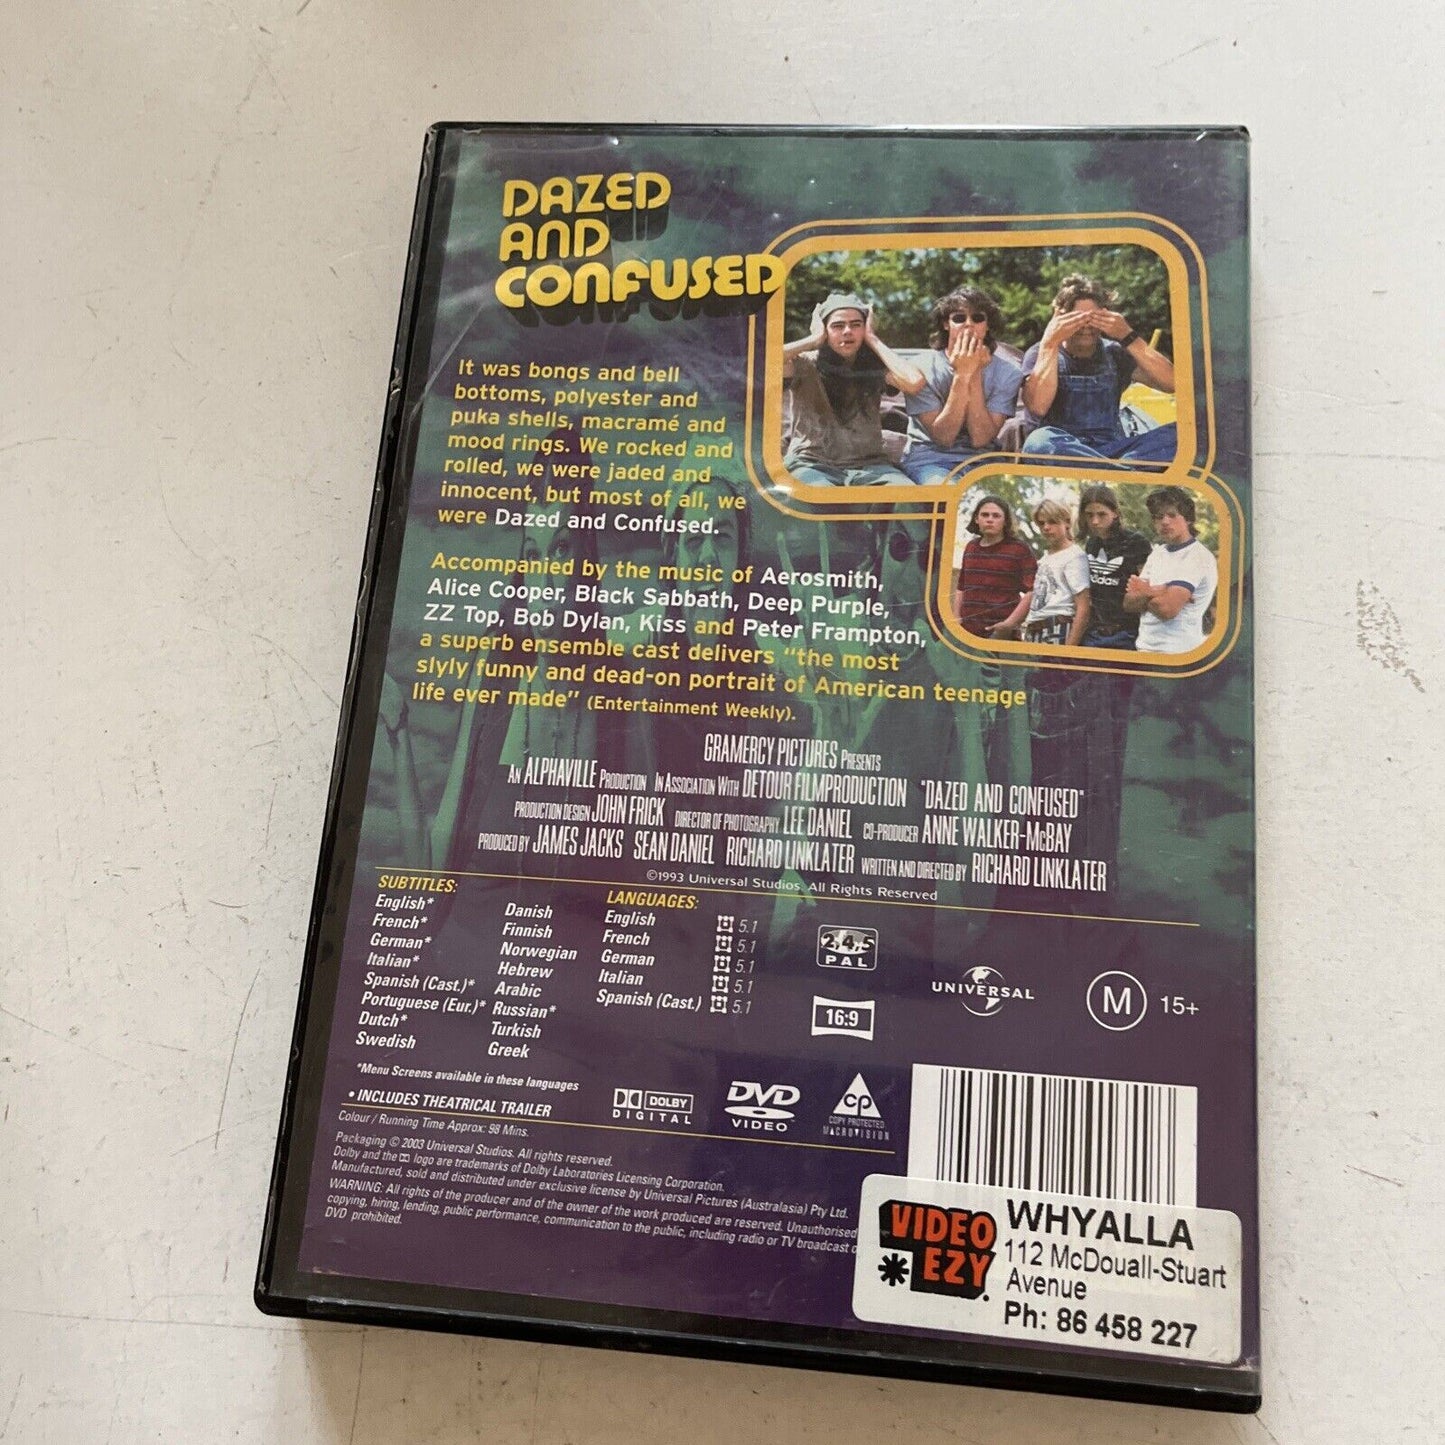 DAZED
AND
CONFUSED
It was bongs and bell
bottoms, polyester and
puka shells, macramé and
mood rings. We rocked and
rolled, we were jaded and
innocent, but most of all, we
were Dazed and Confused.
Accompanied by the music of Aerosmith,
Alice Cooper, Black Sabbath, Deep Purple,
ZZ Top, Bob Dylan, Kiss and Peter Frampton,
a superb ensemble cast delivers "the most
slyly funny and dead-on portrait of American teenage
life ever made" (Entertainment Weekly).
adidas
GRAMERCY PICTURES PRESENTS
AN ALPHAVILLE PRODUCTION IN ASSOCIATION WITH DETOUR FILMPRODUCTION "DAZED AND CONFUSED"
PRODUCTION DESIGN JOHN FRICK DIRECTOR OF PHOTOGRAPHY LEE DANIEL CO-PRODUCER ANNE WALKER-McBAY
PRODUCED BY JAMES JACKS SEAN DANIEL RICHARD LINKLATER WRITTEN AND DIRECTED BY RICHARD LINKLATER
©1993 Universal Studios. All Rights Reserved
SUBTITLES:
English*
French*
German*
Italian*
Spanish (Cast.)*
Portuguese (Eur.)*
Dutch*
Swedish
Danish
Finnish
Norwegian
Hebrew
Arabic
Russian*
Turkish
Greek
*Menu Screens available in these languages
LANGUAGES:
English 5.1
French 5.1
German 5.1
Italian 5.1
Spanish (Cast.) 5.1
2,4,5
PAL
16:9
UNIVERSAL
M 15+
• INCLUDES THEATRICAL TRAILER
Colour / Running Time Approx: 98 Mins.
DOLBY
DIGITAL
DVD
VIDEO
CP
COPY PROTECTED
MACROVISION
Packaging © 2003 Universal Studios. All rights reserved.
Dolby and the logo are trademarks of Dolby Laboratories Licensing Corporation.
Manufactured, sold and distributed under exclusive license by Universal Pictures (Australasia) Pty Ltd.
WARNING: All rights of the producer and of the owner of the work produced are reserved. Unauthorised
copying, hiring, lending, public performance, communication to the public, including radio or TV broadcast
DVD prohibited.
VIDEO
EZY
WHYALLA
112 McDouall-Stuart
Avenue
Ph: 86 458 227